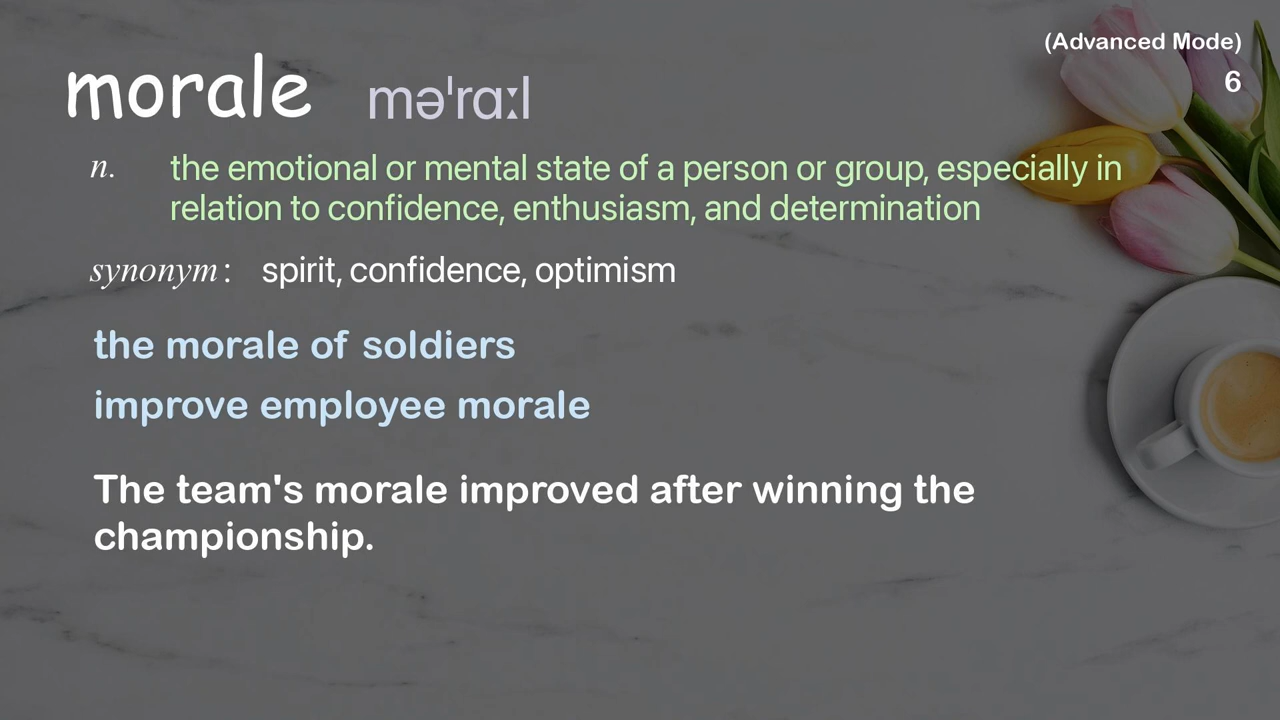 (Advanced Mode)
morale məˈrɑːl
6
n. the emotional or mental state of a person or group, especially in
relation to confidence, enthusiasm, and determination
synonym: spirit, confidence, optimism
the morale of soldiers
improve employee morale
The team's morale improved after winning the
championship.